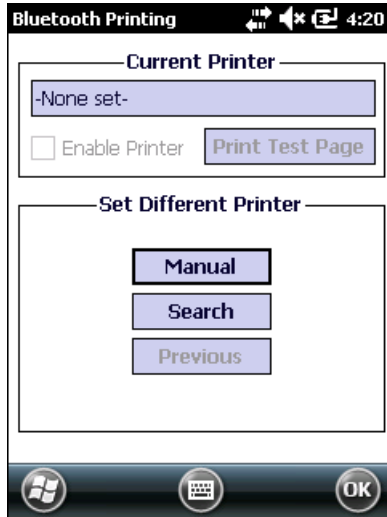 Bluetooth Printing 4:20
Current Printer
-None set-
Enable Printer Print Test Page
Set Different Printer
Manual
Search
Previous
OK